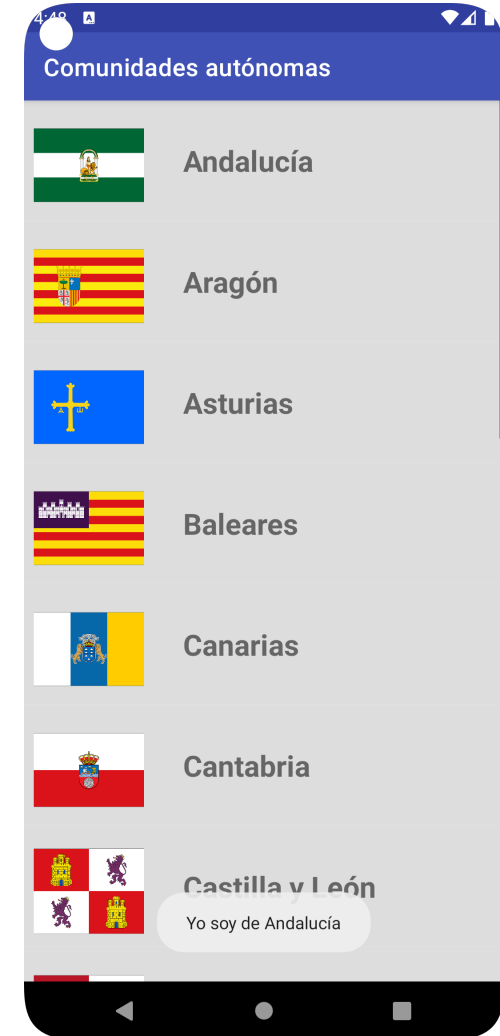 4:48
Comunidades autónomas
Andalucía
Aragón
Asturias
Baleares
Canarias
Cantabria
Castilla y León
Yo soy de Andalucía